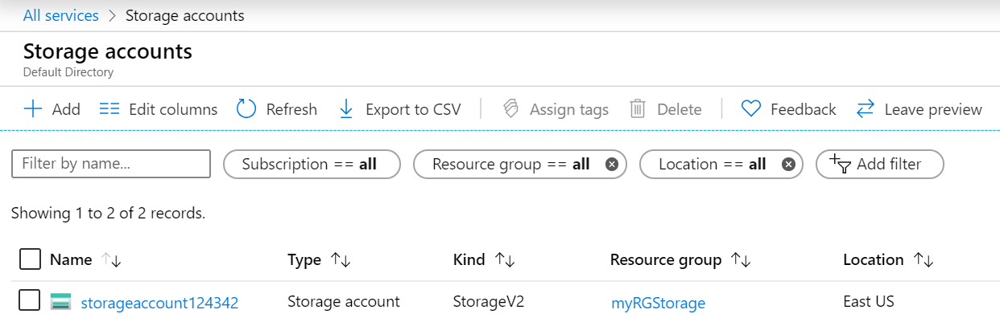 All services > Storage accounts
Storage accounts
Default Directory
Add Edit columns Refresh Export to CSV Assign tags Delete Feedback Leave preview
Filter by name... Subscription == all Resource group == all Location == all Add filter
Showing 1 to 2 of 2 records.
Name Type Kind Resource group Location
storageaccount124342 Storage account StorageV2 myRGStorage East US